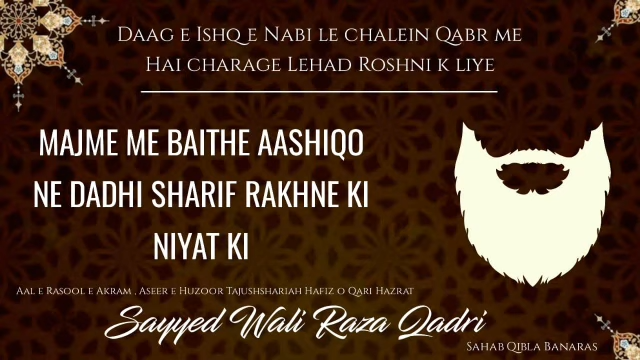 Daag e Ishq e Nabi le chalein Qabr me
Hai charage Lehad Roshni k liye
MAJME ME BAITHE AASHIQO
NE DADHI SHARIF RAKHNE KI
NIYAT KI
Aal e Rasool e Akram , Aseer e Huzoor Tajushshariah Hafiz o Qari Hazrat
Sayyed Wali Raza Qadri
Sahab Qibla Banaras